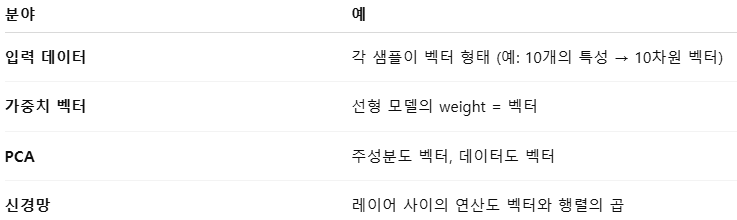 분야 예
입력 데이터 각 샘플이 벡터 형태 (예: 10개의 특성 → 10차원 벡터)
가중치 벡터 선형 모델의 weight = 벡터
PCA 주성분도 벡터, 데이터도 벡터
신경망 레이어 사이의 연산도 벡터와 행렬의 곱